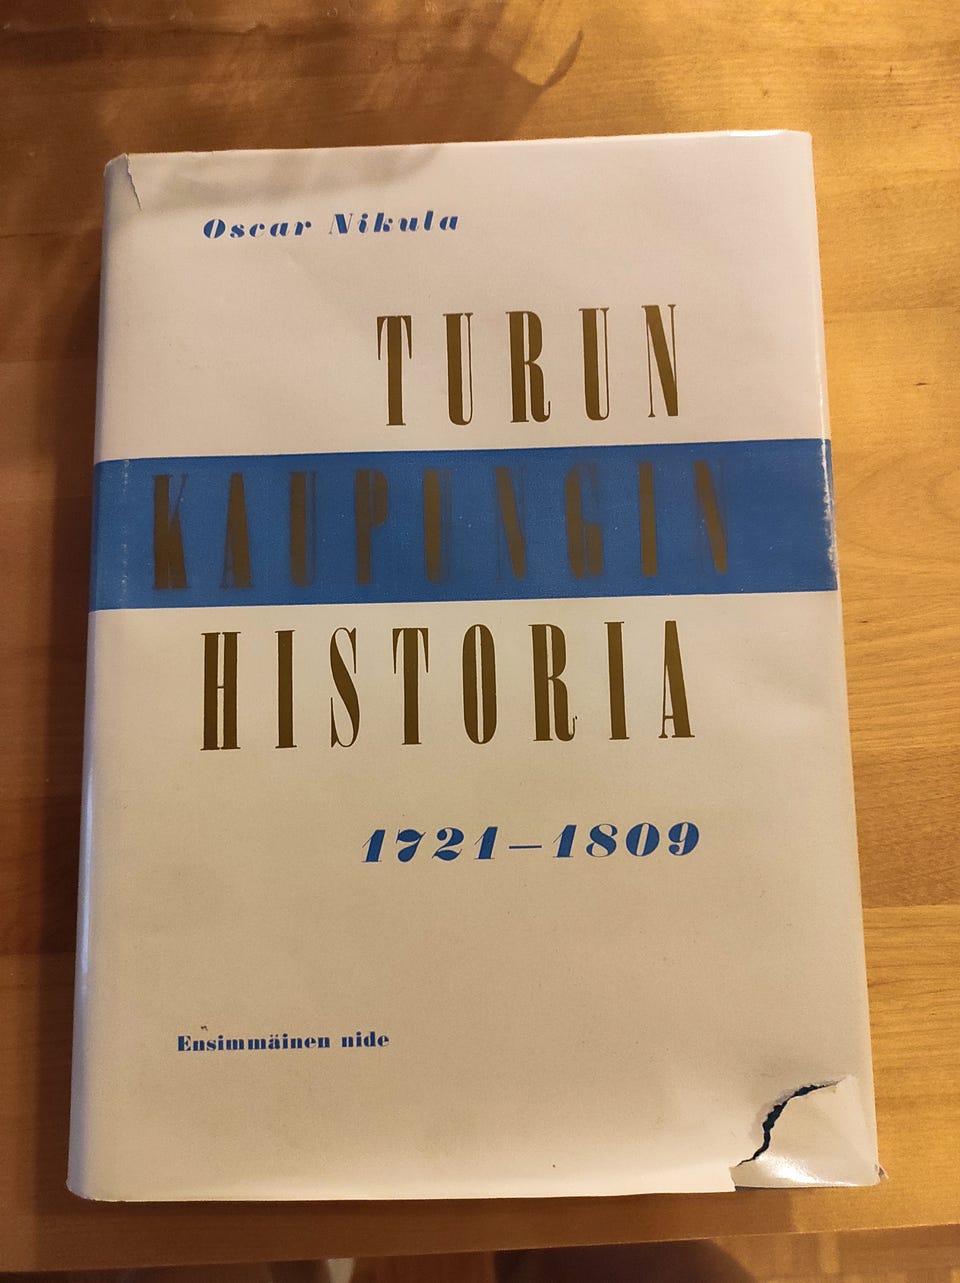 Oscar Nikula
TURUN
KAUPUNGIN
HISTORIA
1721–1809
Ensimmäinen nide